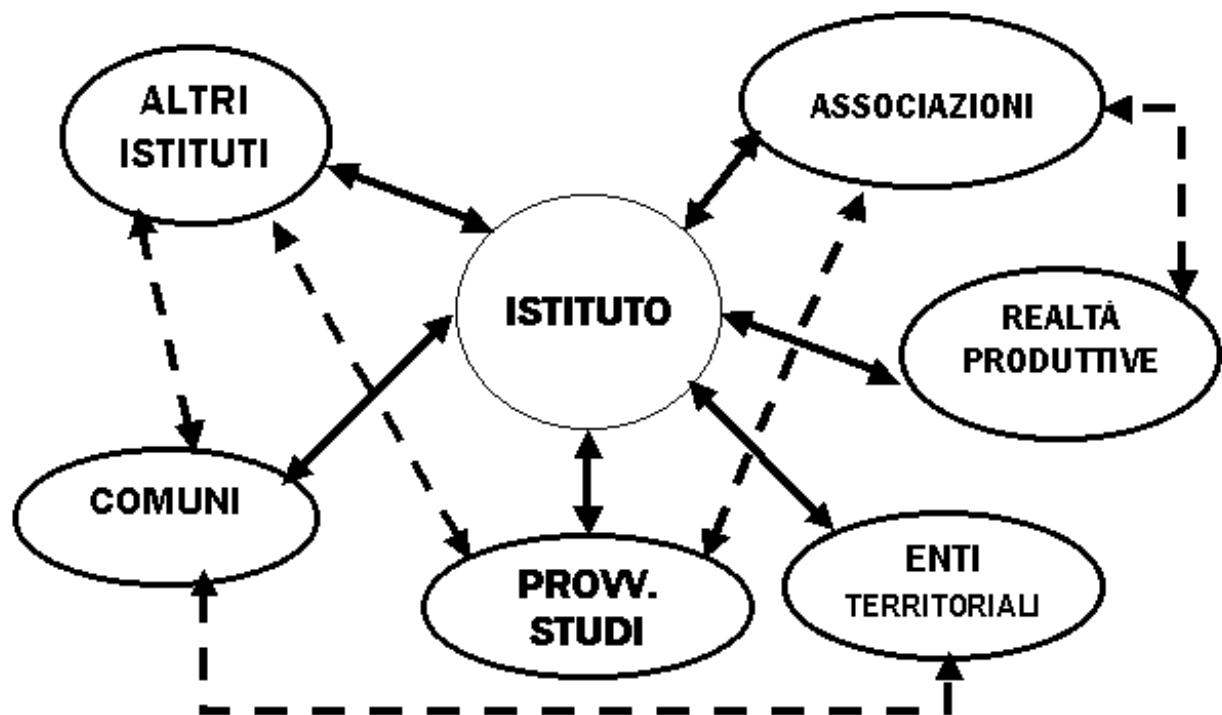 ALTRI
ISTITUTI
ASSOCIAZIONI
ISTITUTO
REALTÀ
PRODUTTIVE
COMUNI
PROVV.
STUDI
ENTI
TERRITORIALI